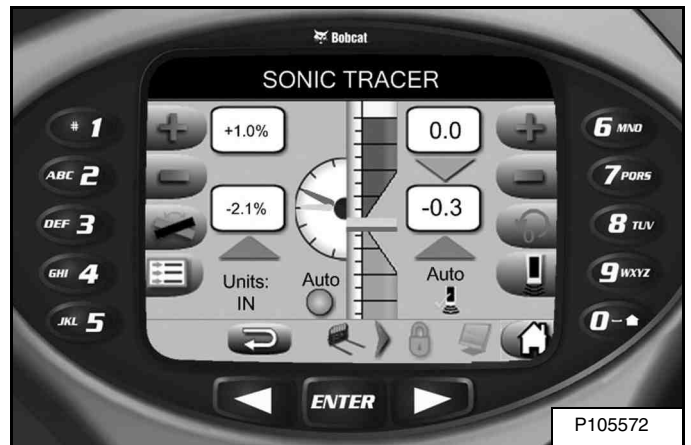 Bobcat
SONIC TRACER
# 1
ABC 2
DEF 3
GHI 4
JKL 5
+1.0%
-2.1%
Units:
IN
Auto
0.0
-0.3
Auto
6 MNO
7 PQRS
8 TUV
9 WXYZ
0 -
ENTER
P105572